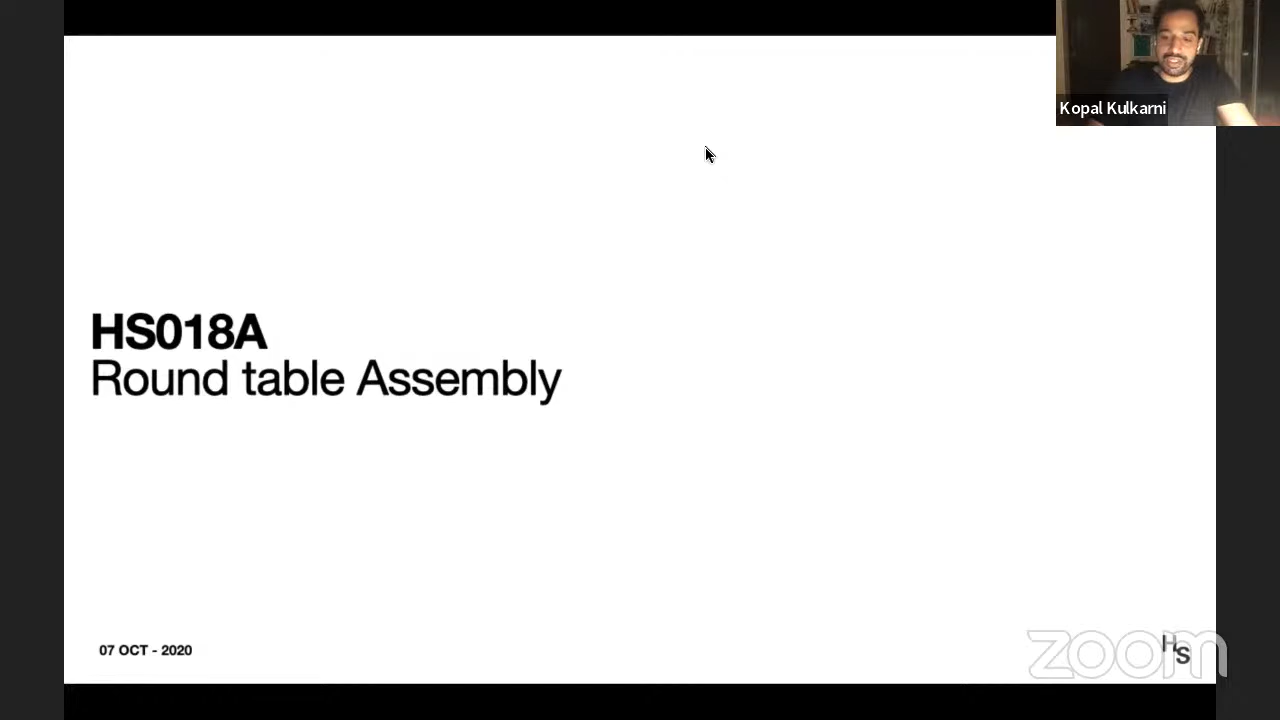 Kopal Kulkarni
HS018A
Round table Assembly
07 OCT - 2020
HS
zoom